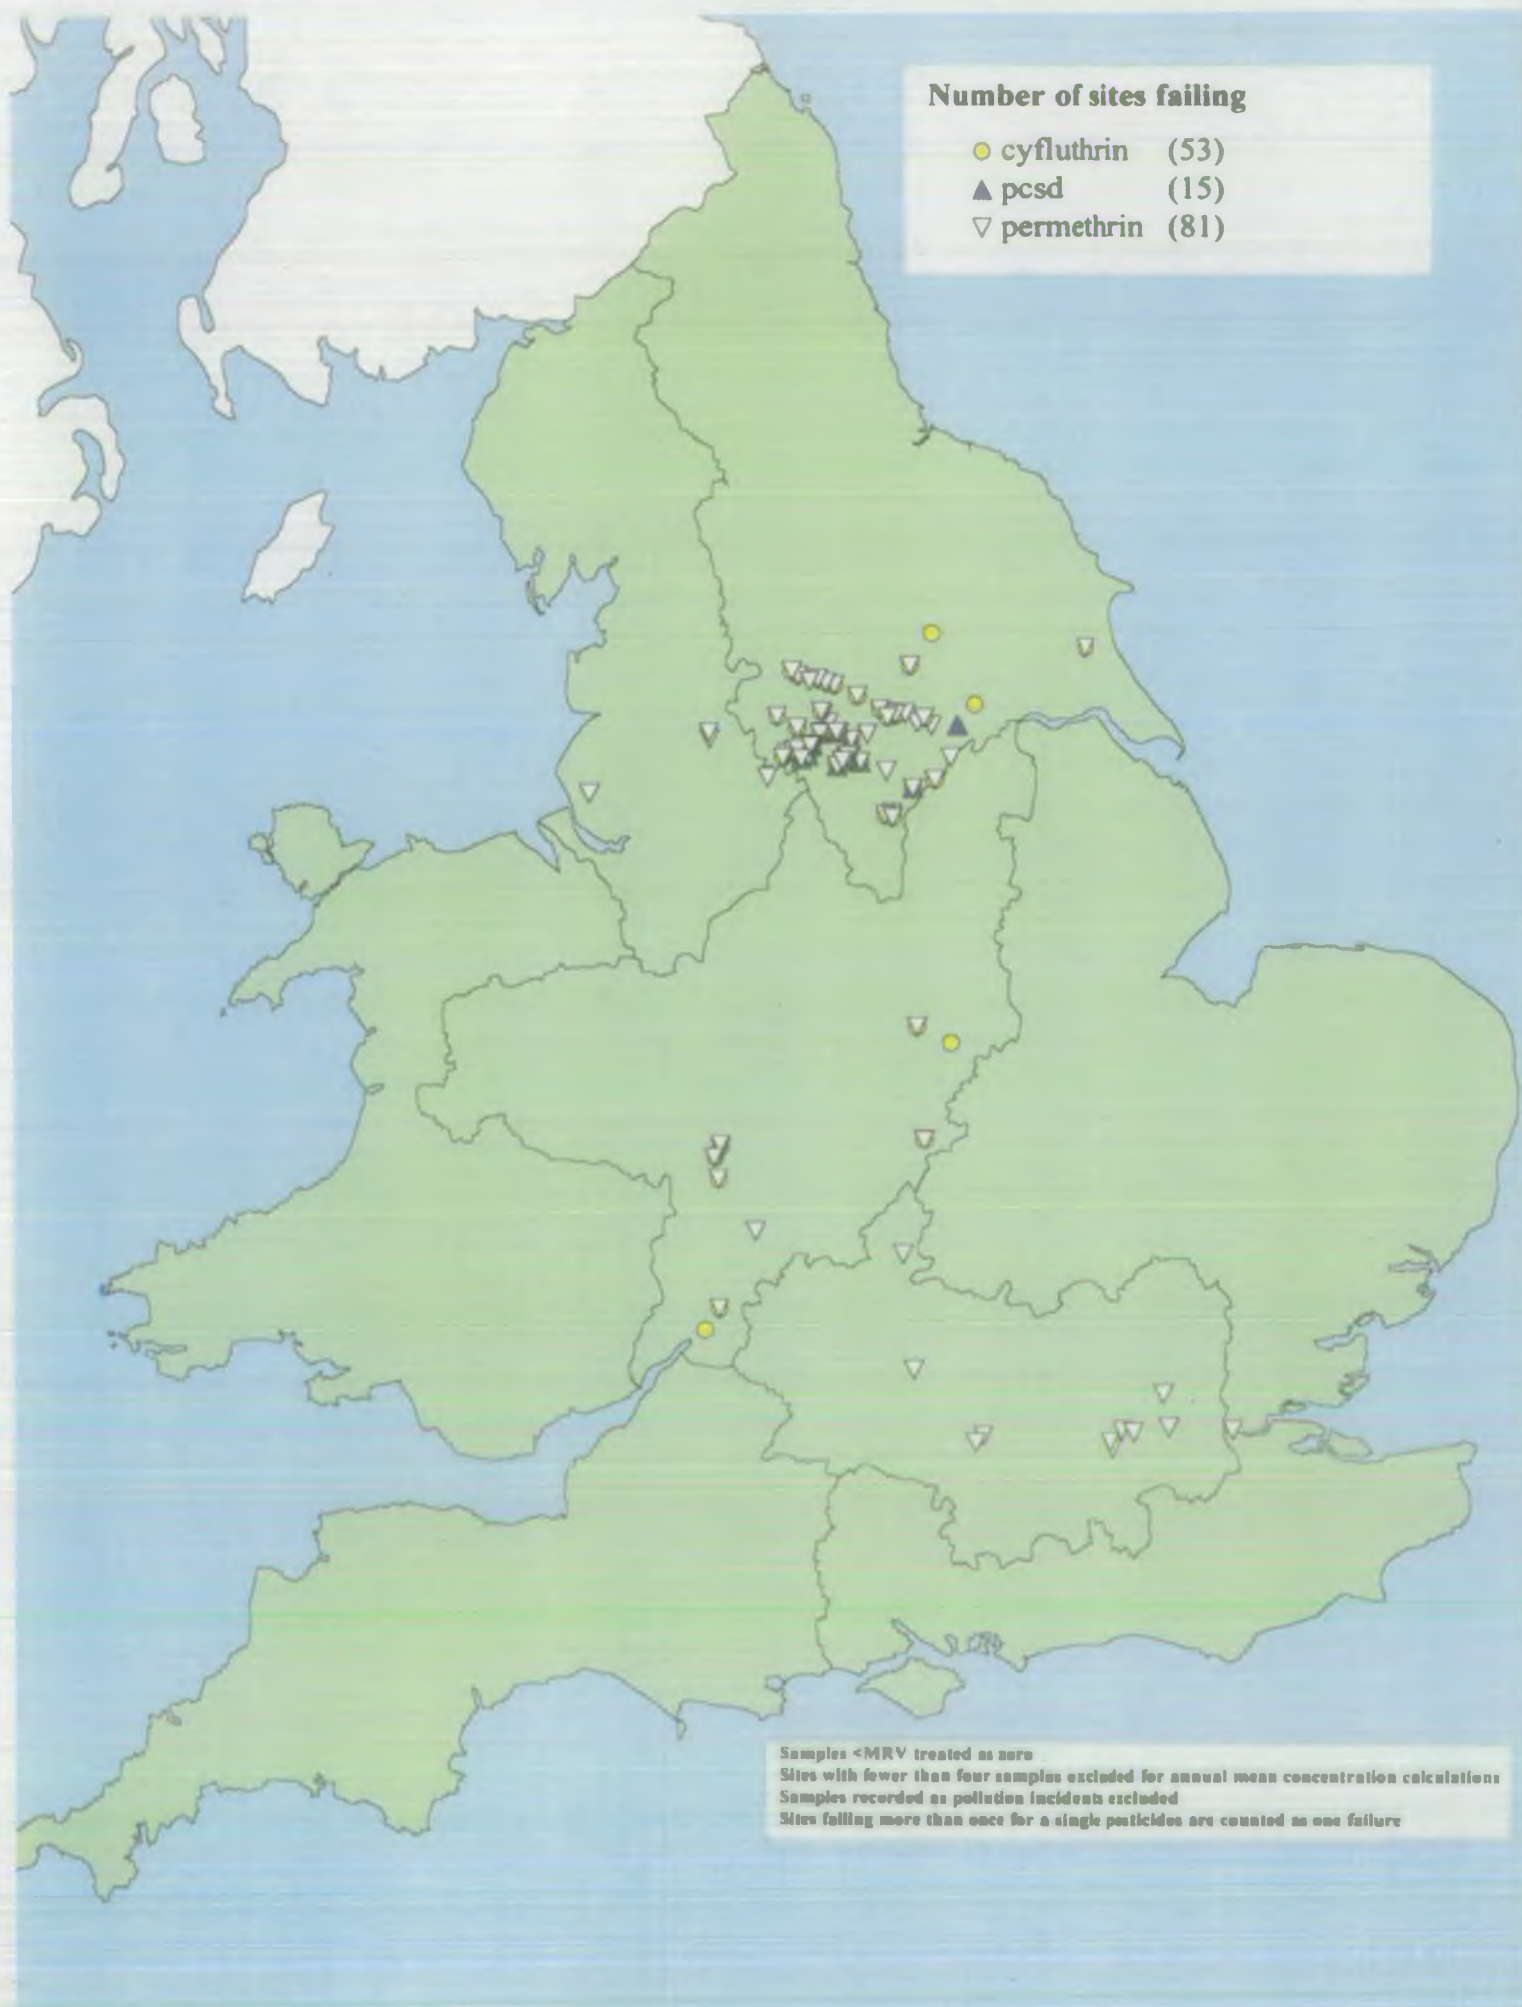 Number of sites failing
cyfluthrin (53)
pcsd (15)
permethrin (81)
Samples <MRV treated as zero
Sites with fewer than four samples excluded for annual mean concentration calculations
Samples recorded as pollution incidents excluded
Sites failing more than once for a single pesticides are counted as one failure